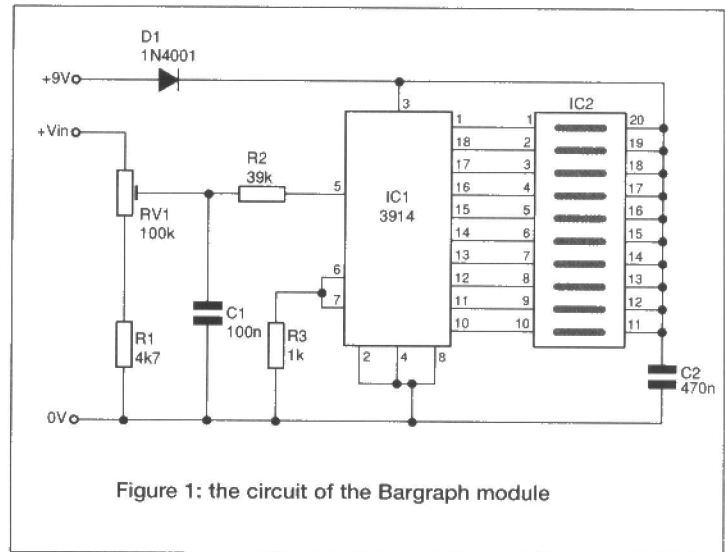 D1
1N4001
+9V
+Vin
3
IC2
1
1
20
18
2
19
R2
39k
17
3
18
5
IC1
3914
16
4
17
RV1
100k
15
5
16
14
6
15
13
7
14
6
12
8
13
7
11
9
12
C1
100n
R3
1k
10
10
11
R1
4k7
2
4
8
C2
470n
0V
Figure 1: the circuit of the Bargraph module